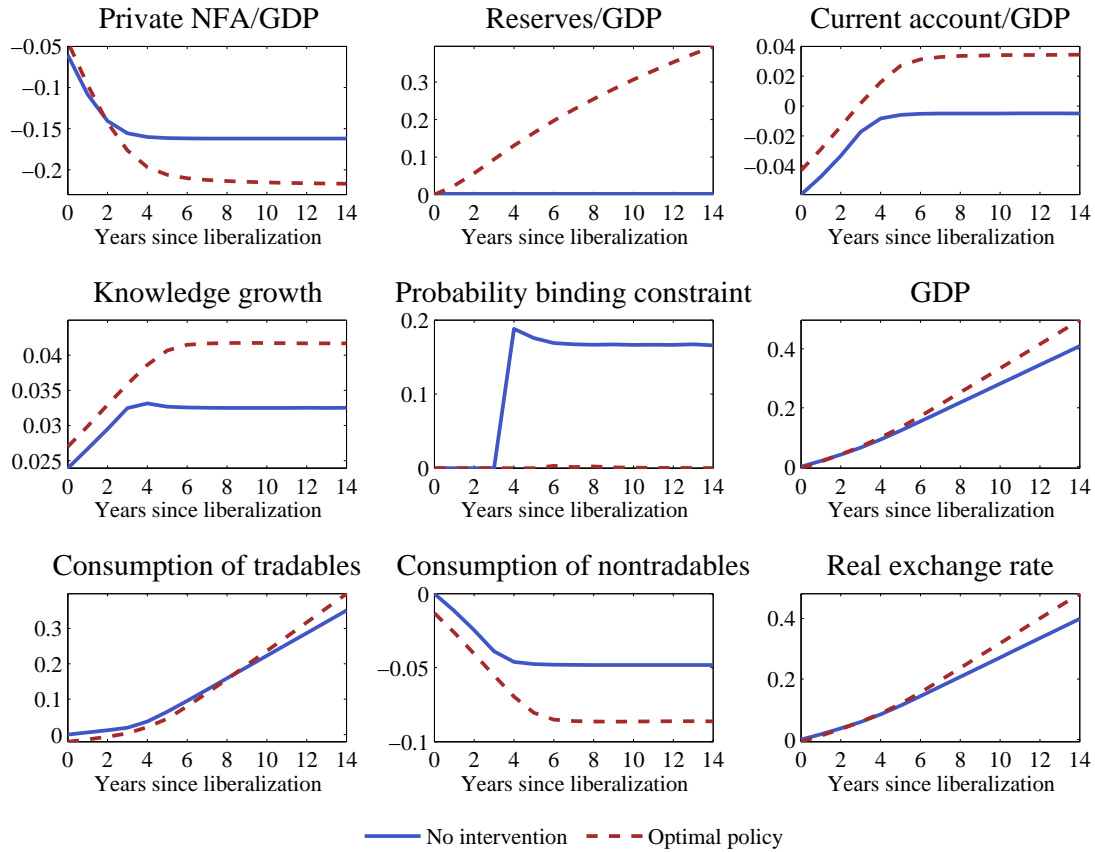 Private NFA/GDP
Reserves/GDP
Current account/GDP
−0.05
−0.1
−0.15
−0.2
0 2 4 6 8 10 12 14
Years since liberalization
0.3
0.2
0.1
0
0 2 4 6 8 10 12 14
Years since liberalization
0.04
0.02
0
−0.02
−0.04
0 2 4 6 8 10 12 14
Years since liberalization
Knowledge growth
Probability binding constraint
GDP
0.04
0.035
0.03
0.025
0 2 4 6 8 10 12 14
Years since liberalization
0.2
0.1
0
0 2 4 6 8 10 12 14
Years since liberalization
0.4
0.2
0
0 2 4 6 8 10 12 14
Years since liberalization
Consumption of tradables
Consumption of nontradables
Real exchange rate
0.3
0.2
0.1
0
0 2 4 6 8 10 12 14
Years since liberalization
0
−0.05
−0.1
0 2 4 6 8 10 12 14
Years since liberalization
0.4
0.2
0
0 2 4 6 8 10 12 14
Years since liberalization
No intervention
Optimal policy